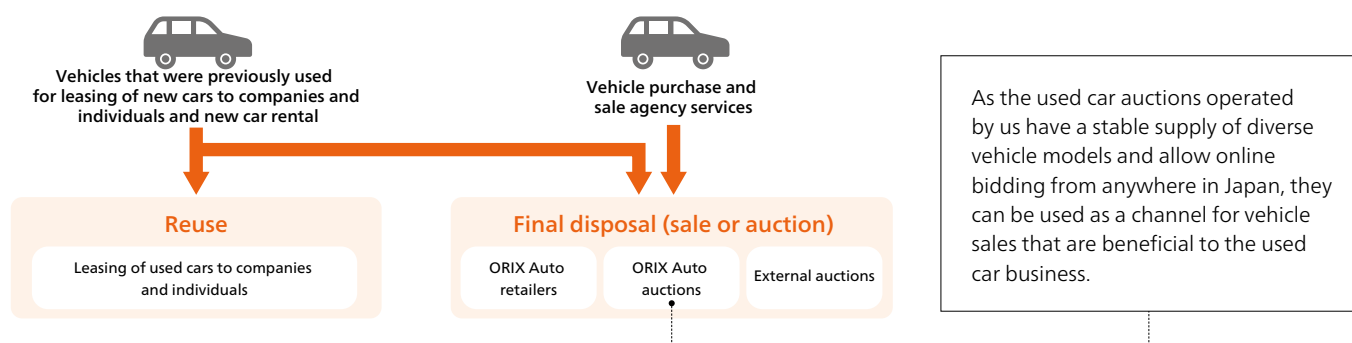 Vehicles that were previously used
for leasing of new cars to companies and
individuals and new car rental
Vehicle purchase and
sale agency services
Reuse
Leasing of used cars to companies
and individuals
Final disposal (sale or auction)
ORIX Auto
retailers
ORIX Auto
auctions
External auctions
As the used car auctions operated
by us have a stable supply of diverse
vehicle models and allow online
bidding from anywhere in Japan, they
can be used as a channel for vehicle
sales that are beneficial to the used
car business.